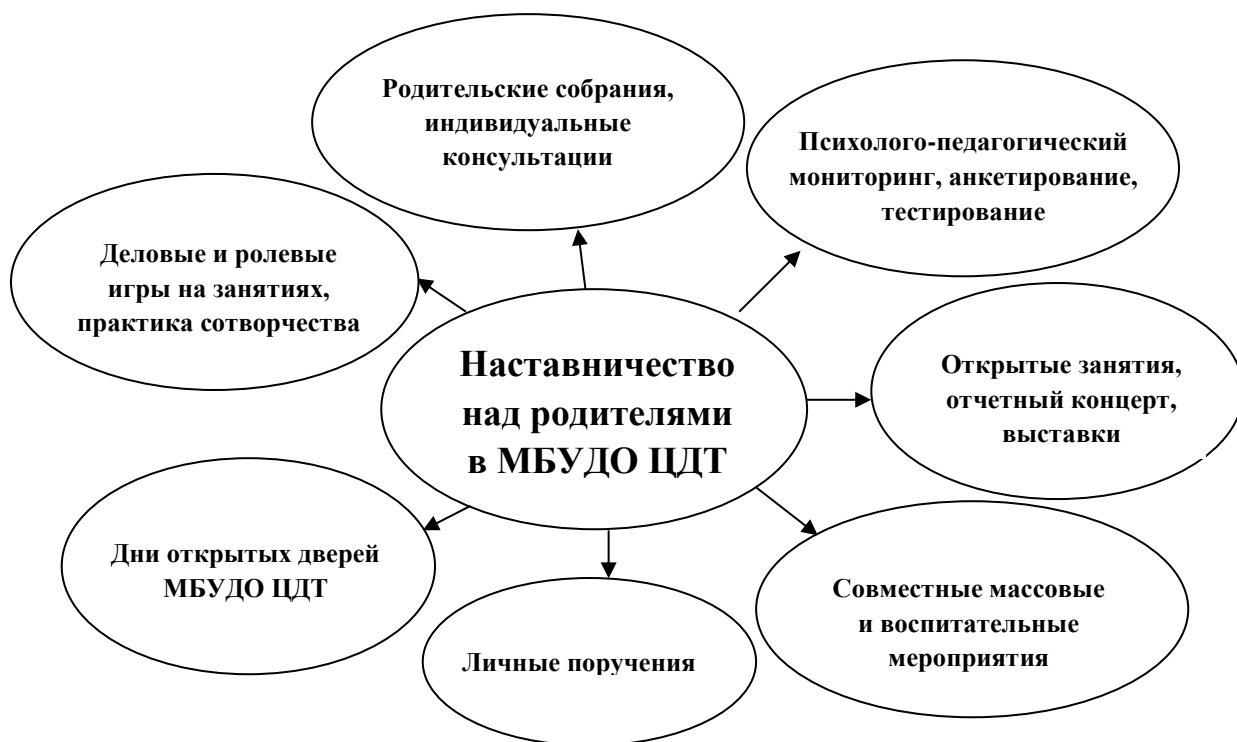 Родительские собрания,
индивидуальные
консультации
Психолого-педагогический
мониторинг, анкетирование,
тестирование
Деловые и ролевые
игры на занятиях,
практика сотворчества
Наставничество
над родителями
в МБУДО ЦДТ
Открытые занятия,
отчетный концерт,
выставки
Дни открытых дверей
МБУДО ЦДТ
Личные поручения
Совместные массовые
и воспитательные
мероприятия